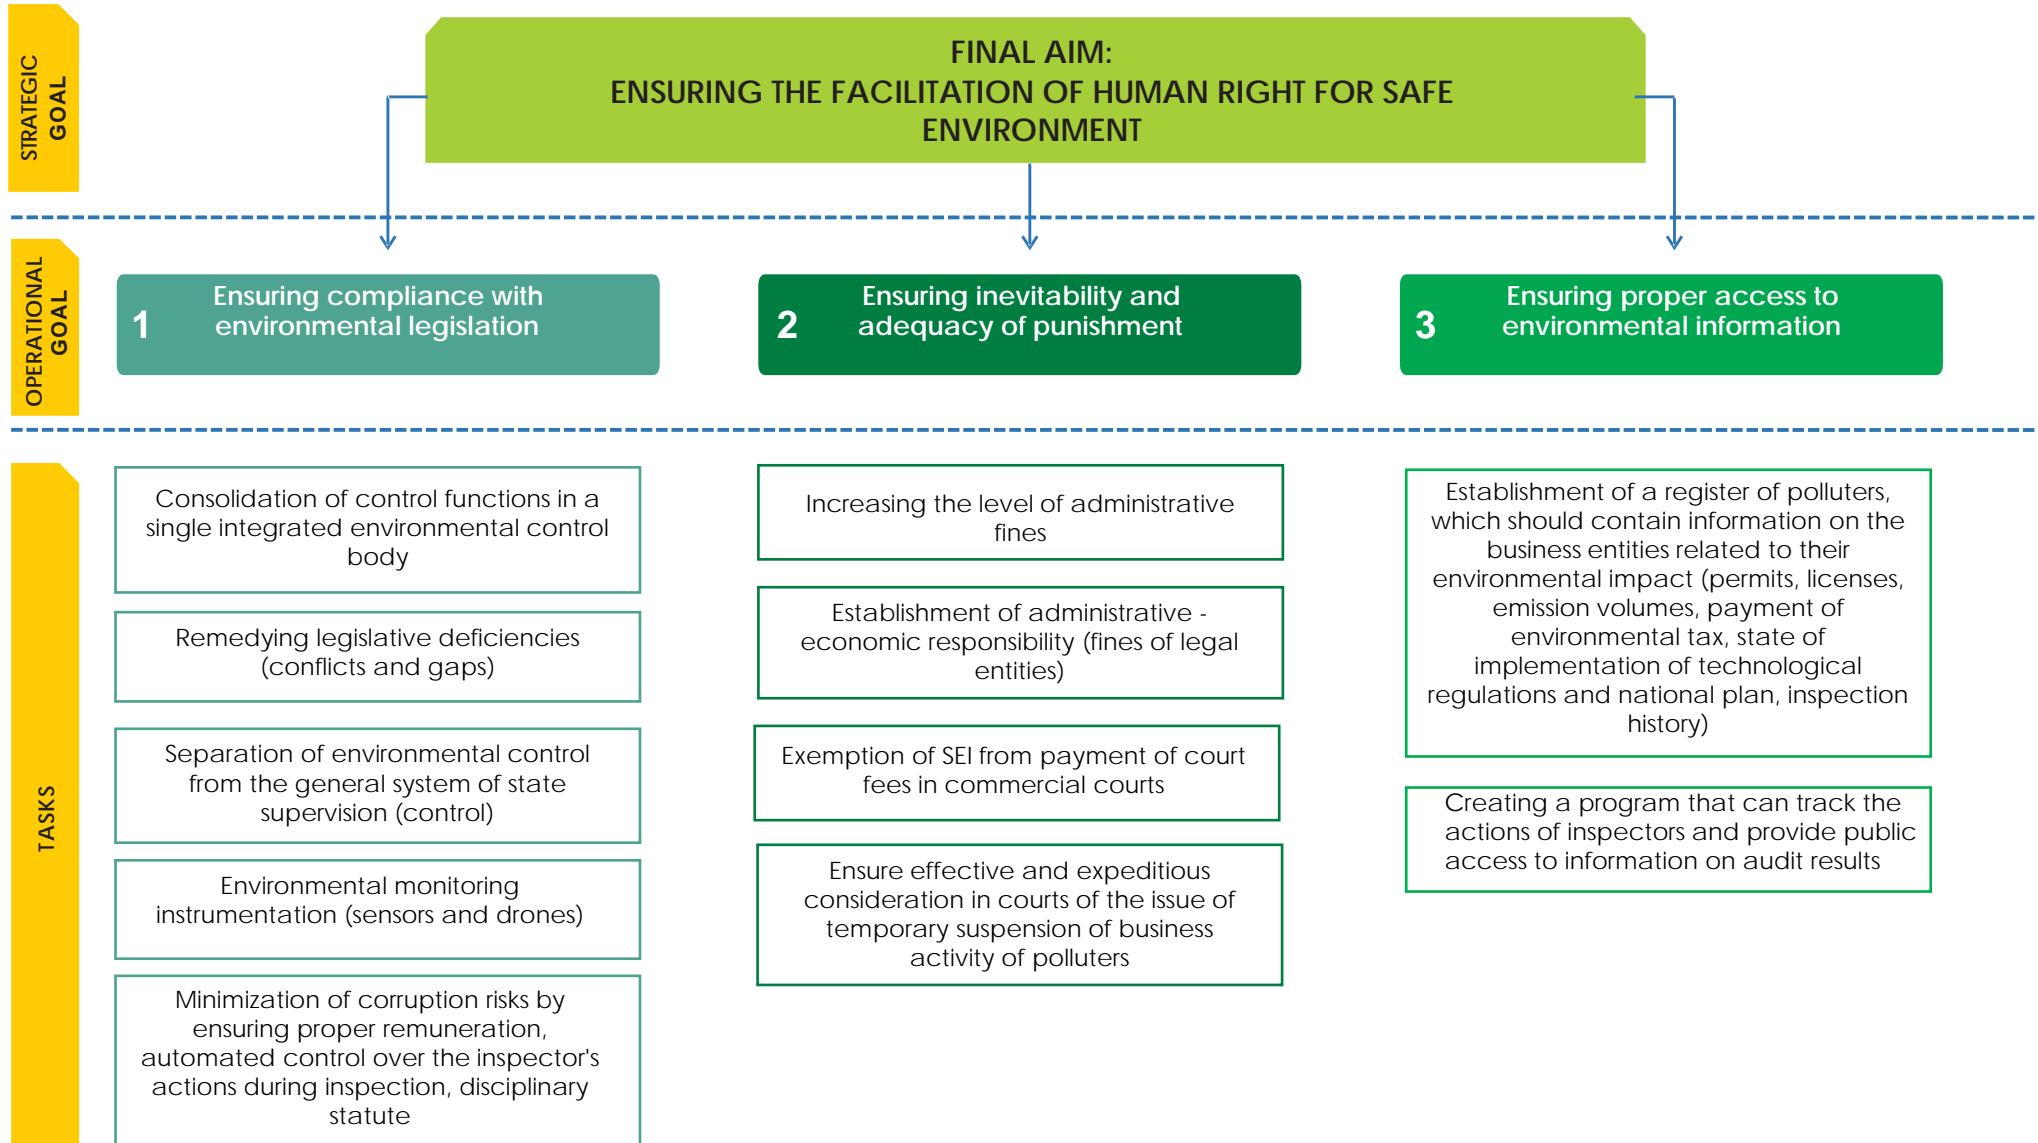 STRATEGIC
GOAL
FINAL AIM:
ENSURING THE FACILITATION OF HUMAN RIGHT FOR SAFE
ENVIRONMENT
OPERATIONAL
GOAL
1
Ensuring compliance with
environmental legislation
2
Ensuring inevitability and
adequacy of punishment
3
Ensuring proper access to
environmental information
TASKS
Consolidation of control functions in a
single integrated environmental control
body
Remedying legislative deficiencies
(conflicts and gaps)
Separation of environmental control
from the general system of state
supervision (control)
Environmental monitoring
instrumentation (sensors and drones)
Minimization of corruption risks by
ensuring proper remuneration,
automated control over the inspector's
actions during inspection, disciplinary
statute
Increasing the level of administrative
fines
Establishment of administrative -
economic responsibility (fines of legal
entities)
Exemption of SEI from payment of court
fees in commercial courts
Ensure effective and expeditious
consideration in courts of the issue of
temporary suspension of business
activity of polluters
Establishment of a register of polluters,
which should contain information on the
business entities related to their
environmental impact (permits, licenses,
emission volumes, payment of
environmental tax, state of
implementation of technological
regulations and national plan, inspection
history)
Creating a program that can track the
actions of inspectors and provide public
access to information on audit results